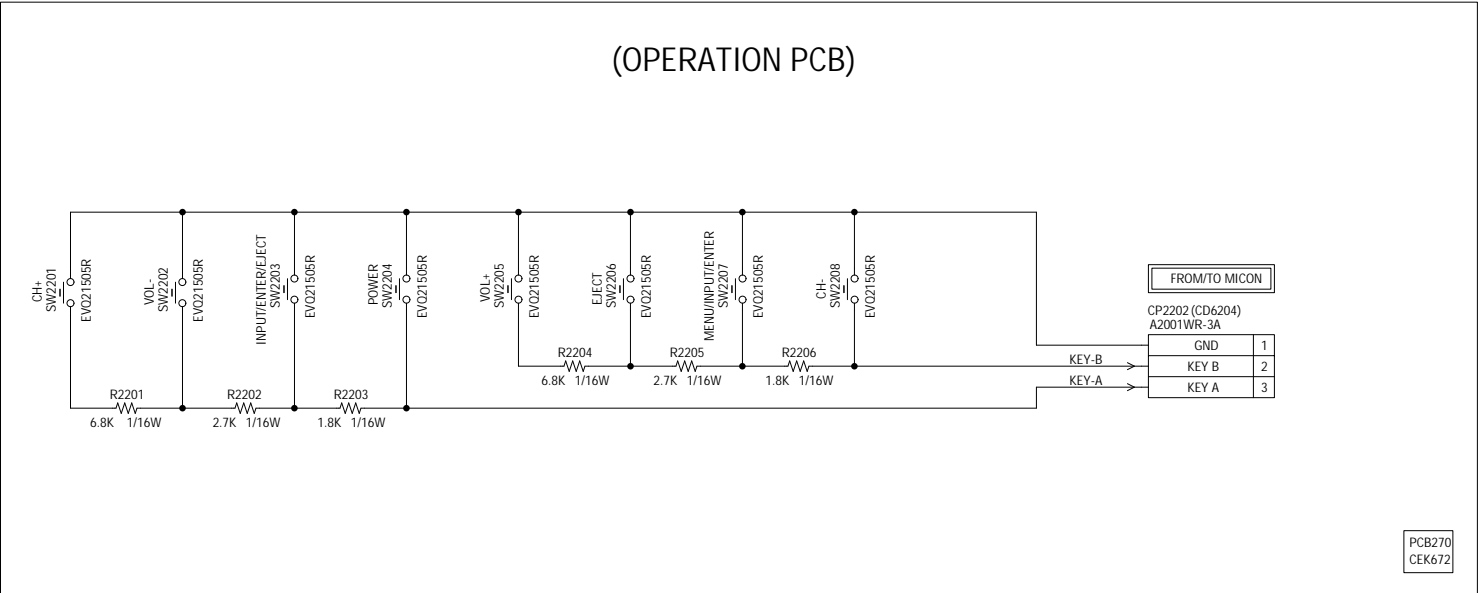 (OPERATION PCB)
CH+
SW2201
EVQ21505R
VOL-
SW2202
EVQ21505R
INPUT/ENTER/EJECT
SW2203
EVQ21505R
POWER
SW2204
EVQ21505R
VOL+
SW2205
EVQ21505R
EJECT
SW2206
EVQ21505R
MENU/INPUT/ENTER
SW2207
EVQ21505R
CH-
SW2208
EVQ21505R
FROM/TO MICON
CP2202 (CD6204)
A2001WR-3A
GND 1
KEY B 2
KEY A 3
KEY-B
KEY-A
R2204
6.8K 1/16W
R2205
2.7K 1/16W
R2206
1.8K 1/16W
R2201
6.8K 1/16W
R2202
2.7K 1/16W
R2203
1.8K 1/16W
PCB270
CEK672